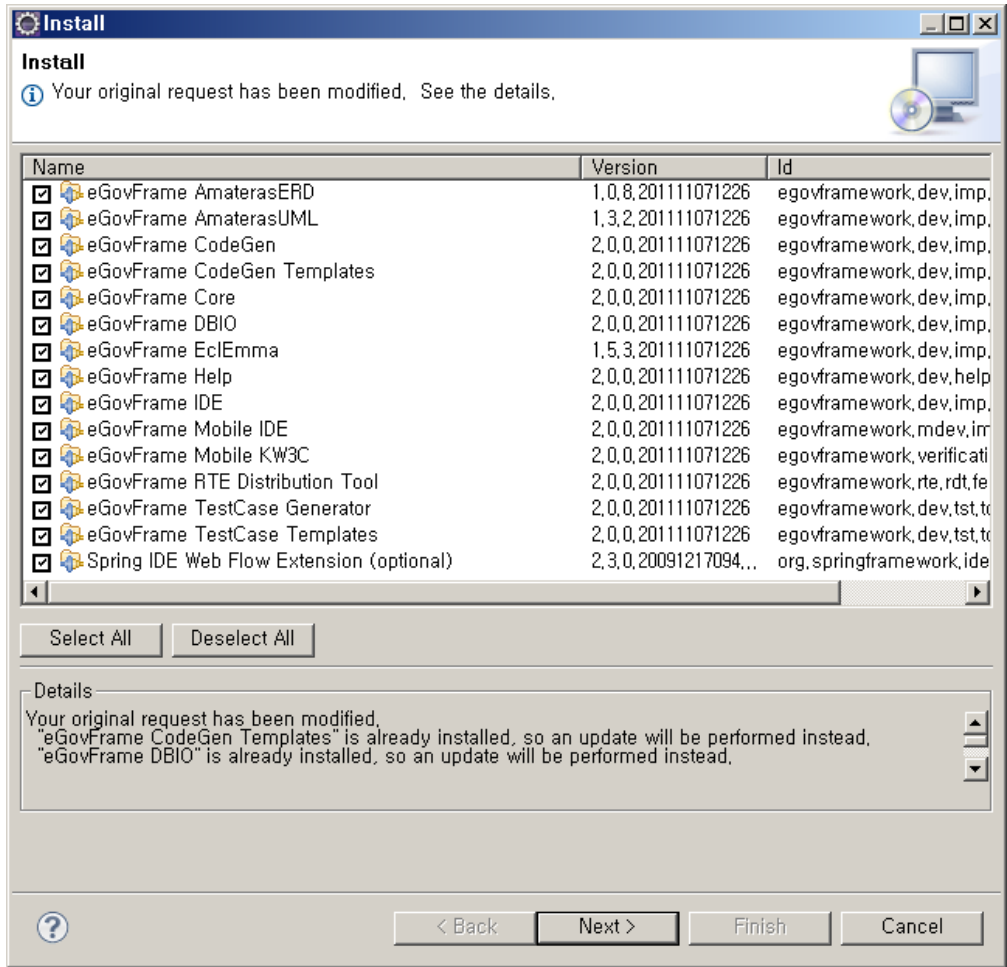 Install
Install
Your original request has been modified. See the details.
Name Version Id
eGovFrame AmaterasERD 1.0.8.201111071226 egovframework.dev.imp.
eGovFrame AmaterasUML 1.3.2.201111071226 egovframework.dev.imp.
eGovFrame CodeGen 2.0.0.201111071226 egovframework.dev.imp.
eGovFrame CodeGen Templates 2.0.0.201111071226 egovframework.dev.imp.
eGovFrame Core 2.0.0.201111071226 egovframework.dev.imp.
eGovFrame DBIO 2.0.0.201111071226 egovframework.dev.imp.
eGovFrame EclEmma 1.5.3.201111071226 egovframework.dev.imp.
eGovFrame Help 2.0.0.201111071226 egovframework.dev.help
eGovFrame IDE 2.0.0.201111071226 egovframework.dev.imp.
eGovFrame Mobile IDE 2.0.0.201111071226 egovframework.mdev.im
eGovFrame Mobile KW3C 2.0.0.201111071226 egovframework.verificati
eGovFrame RTE Distribution Tool 2.0.0.201111071226 egovframework.rte.rdt.fe
eGovFrame TestCase Generator 2.0.0.201111071226 egovframework.dev.tst.to
eGovFrame TestCase Templates 2.0.0.201111071226 egovframework.dev.tst.to
Spring IDE Web Flow Extension (optional) 2.3.0.20091217094... org.springframework.ide
Select All Deselect All
Details
Your original request has been modified.
"eGovFrame CodeGen Templates" is already installed, so an update will be performed instead.
"eGovFrame DBIO" is already installed, so an update will be performed instead.
? < Back Next > Finish Cancel